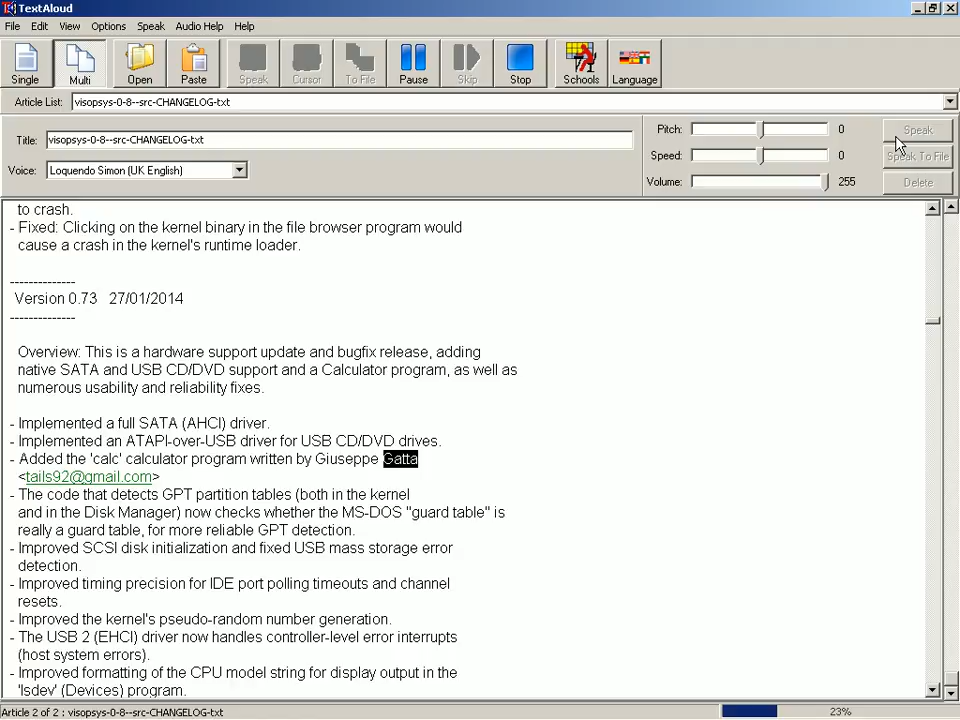 TextAloud
File Edit View Options Speak Audio Help Help
Single Multi Open Paste Speak Cursor To File Pause Skip Stop Schools Language
Article List: visopsys-0-8--src-CHANGELOG-txt
Title: visopsys-0-8--src-CHANGELOG-txt
Voice: Loquendo Simon (UK English)
Pitch: 0 Speak
Speed: 0 Speak To File
Volume: 255 Delete
to crash.
- Fixed: Clicking on the kernel binary in the file browser program would
cause a crash in the kernel's runtime loader.
--------------
Version 0.73 27/01/2014
--------------
Overview: This is a hardware support update and bugfix release, adding
native SATA and USB CD/DVD support and a Calculator program, as well as
numerous usability and reliability fixes.
- Implemented a full SATA (AHCI) driver.
- Implemented an ATAPI-over-USB driver for USB CD/DVD drives.
- Added the 'calc' calculator program written by Giuseppe Gatta
<tails92@gmail.com>
- The code that detects GPT partition tables (both in the kernel
and in the Disk Manager) now checks whether the MS-DOS "guard table" is
really a guard table, for more reliable GPT detection.
- Improved SCSI disk initialization and fixed USB mass storage error
detection.
- Improved timing precision for IDE port polling timeouts and channel
resets.
- Improved the kernel's pseudo-random number generation.
- The USB 2 (EHCI) driver now handles controller-level error interrupts
(host system errors).
- Improved formatting of the CPU model string for display output in the
'lsdev' (Devices) program.
Article 2 of 2 : visopsys-0-8--src-CHANGELOG-txt 23%